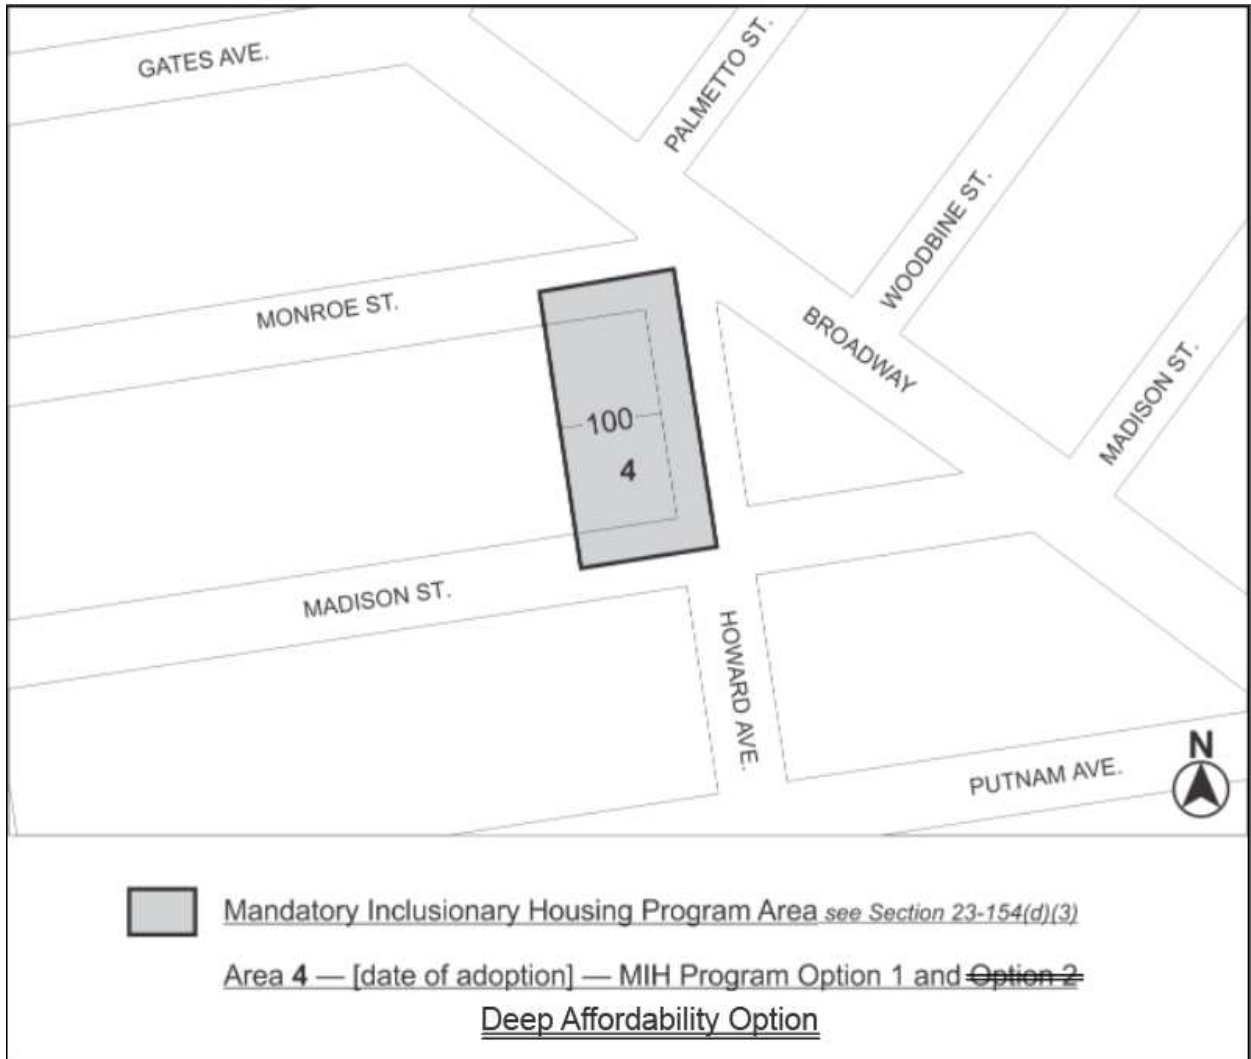 GATES AVE.
PALMETTO ST.
WOODBINE ST.
MONROE ST.
BROADWAY
MADISON ST.
100
4
MADISON ST.
HOWARD AVE.
PUTNAM AVE.
N
Mandatory Inclusionary Housing Program Area see Section 23-154(d)(3)
Area 4 — [date of adoption] — MIH Program Option 1 and Option 2
Deep Affordability Option